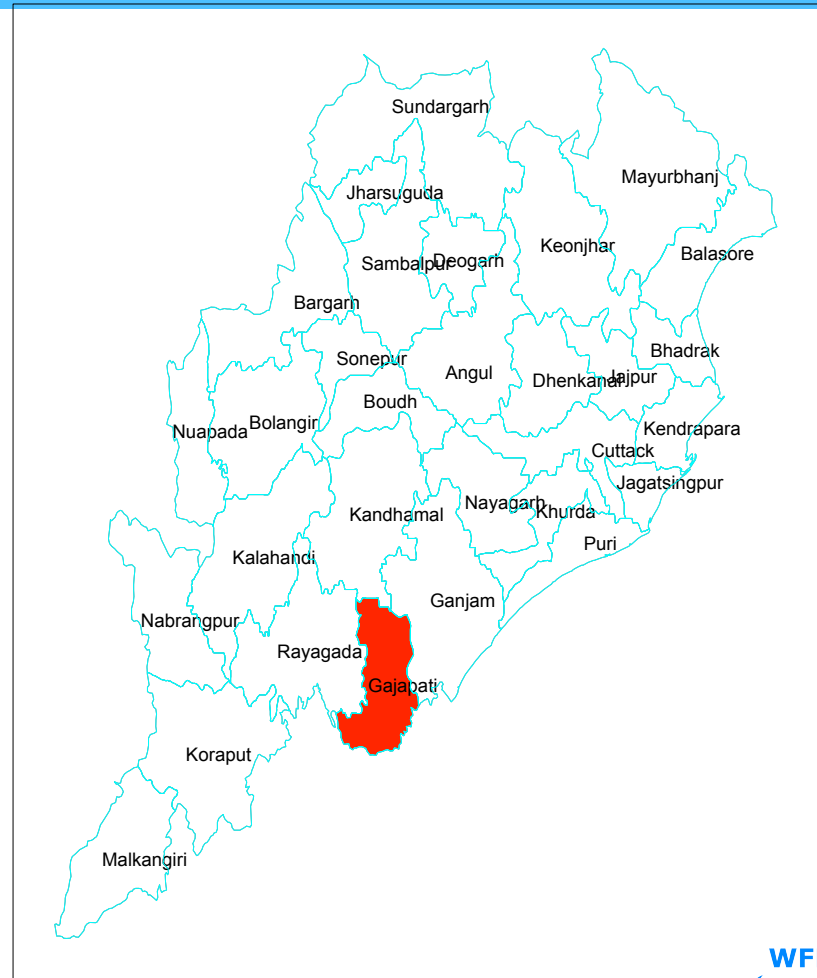 Sundargarh
Mayurbhanj
Jharsuguda
Keonjhar
Balasore
Sambalpur
Deogarh
Bargarh
Bhadrak
Sonepur
Angul
Dhenkanal
Jajpur
Boudh
Bolangir
Nuapada
Kendrapara
Cuttack
Jagatsingpur
Nayagarh
Khurda
Kandhamal
Puri
Kalahandi
Ganjam
Nabrangpur
Rayagada
Gajapati
Koraput
Malkangiri
WF